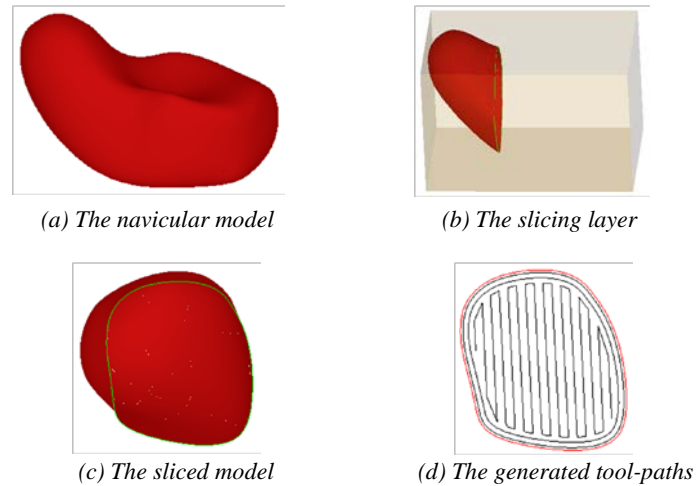 (a) The navicular model
(b) The slicing layer
(c) The sliced model
(d) The generated tool-paths